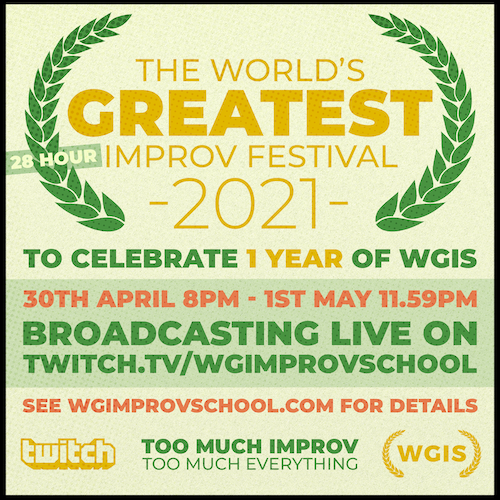 THE WORLD'S
GREATEST
28 HOUR
IMPROV FESTIVAL
-2021-
TO CELEBRATE 1 YEAR OF WGIS
30TH APRIL 8PM - 1ST MAY 11.59PM
BROADCASTING LIVE ON
TWITCH.TV/WGIMPROVSCHOOL
SEE WGIMPROVSCHOOL.COM FOR DETAILS
twitch
TOO MUCH IMPROV
TOO MUCH EVERYTHING
WGIS